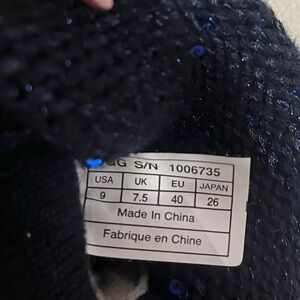 S/N 1006735
USA UK EU JAPAN
9 7.5 40 26
Made In China
Fabrique en Chine